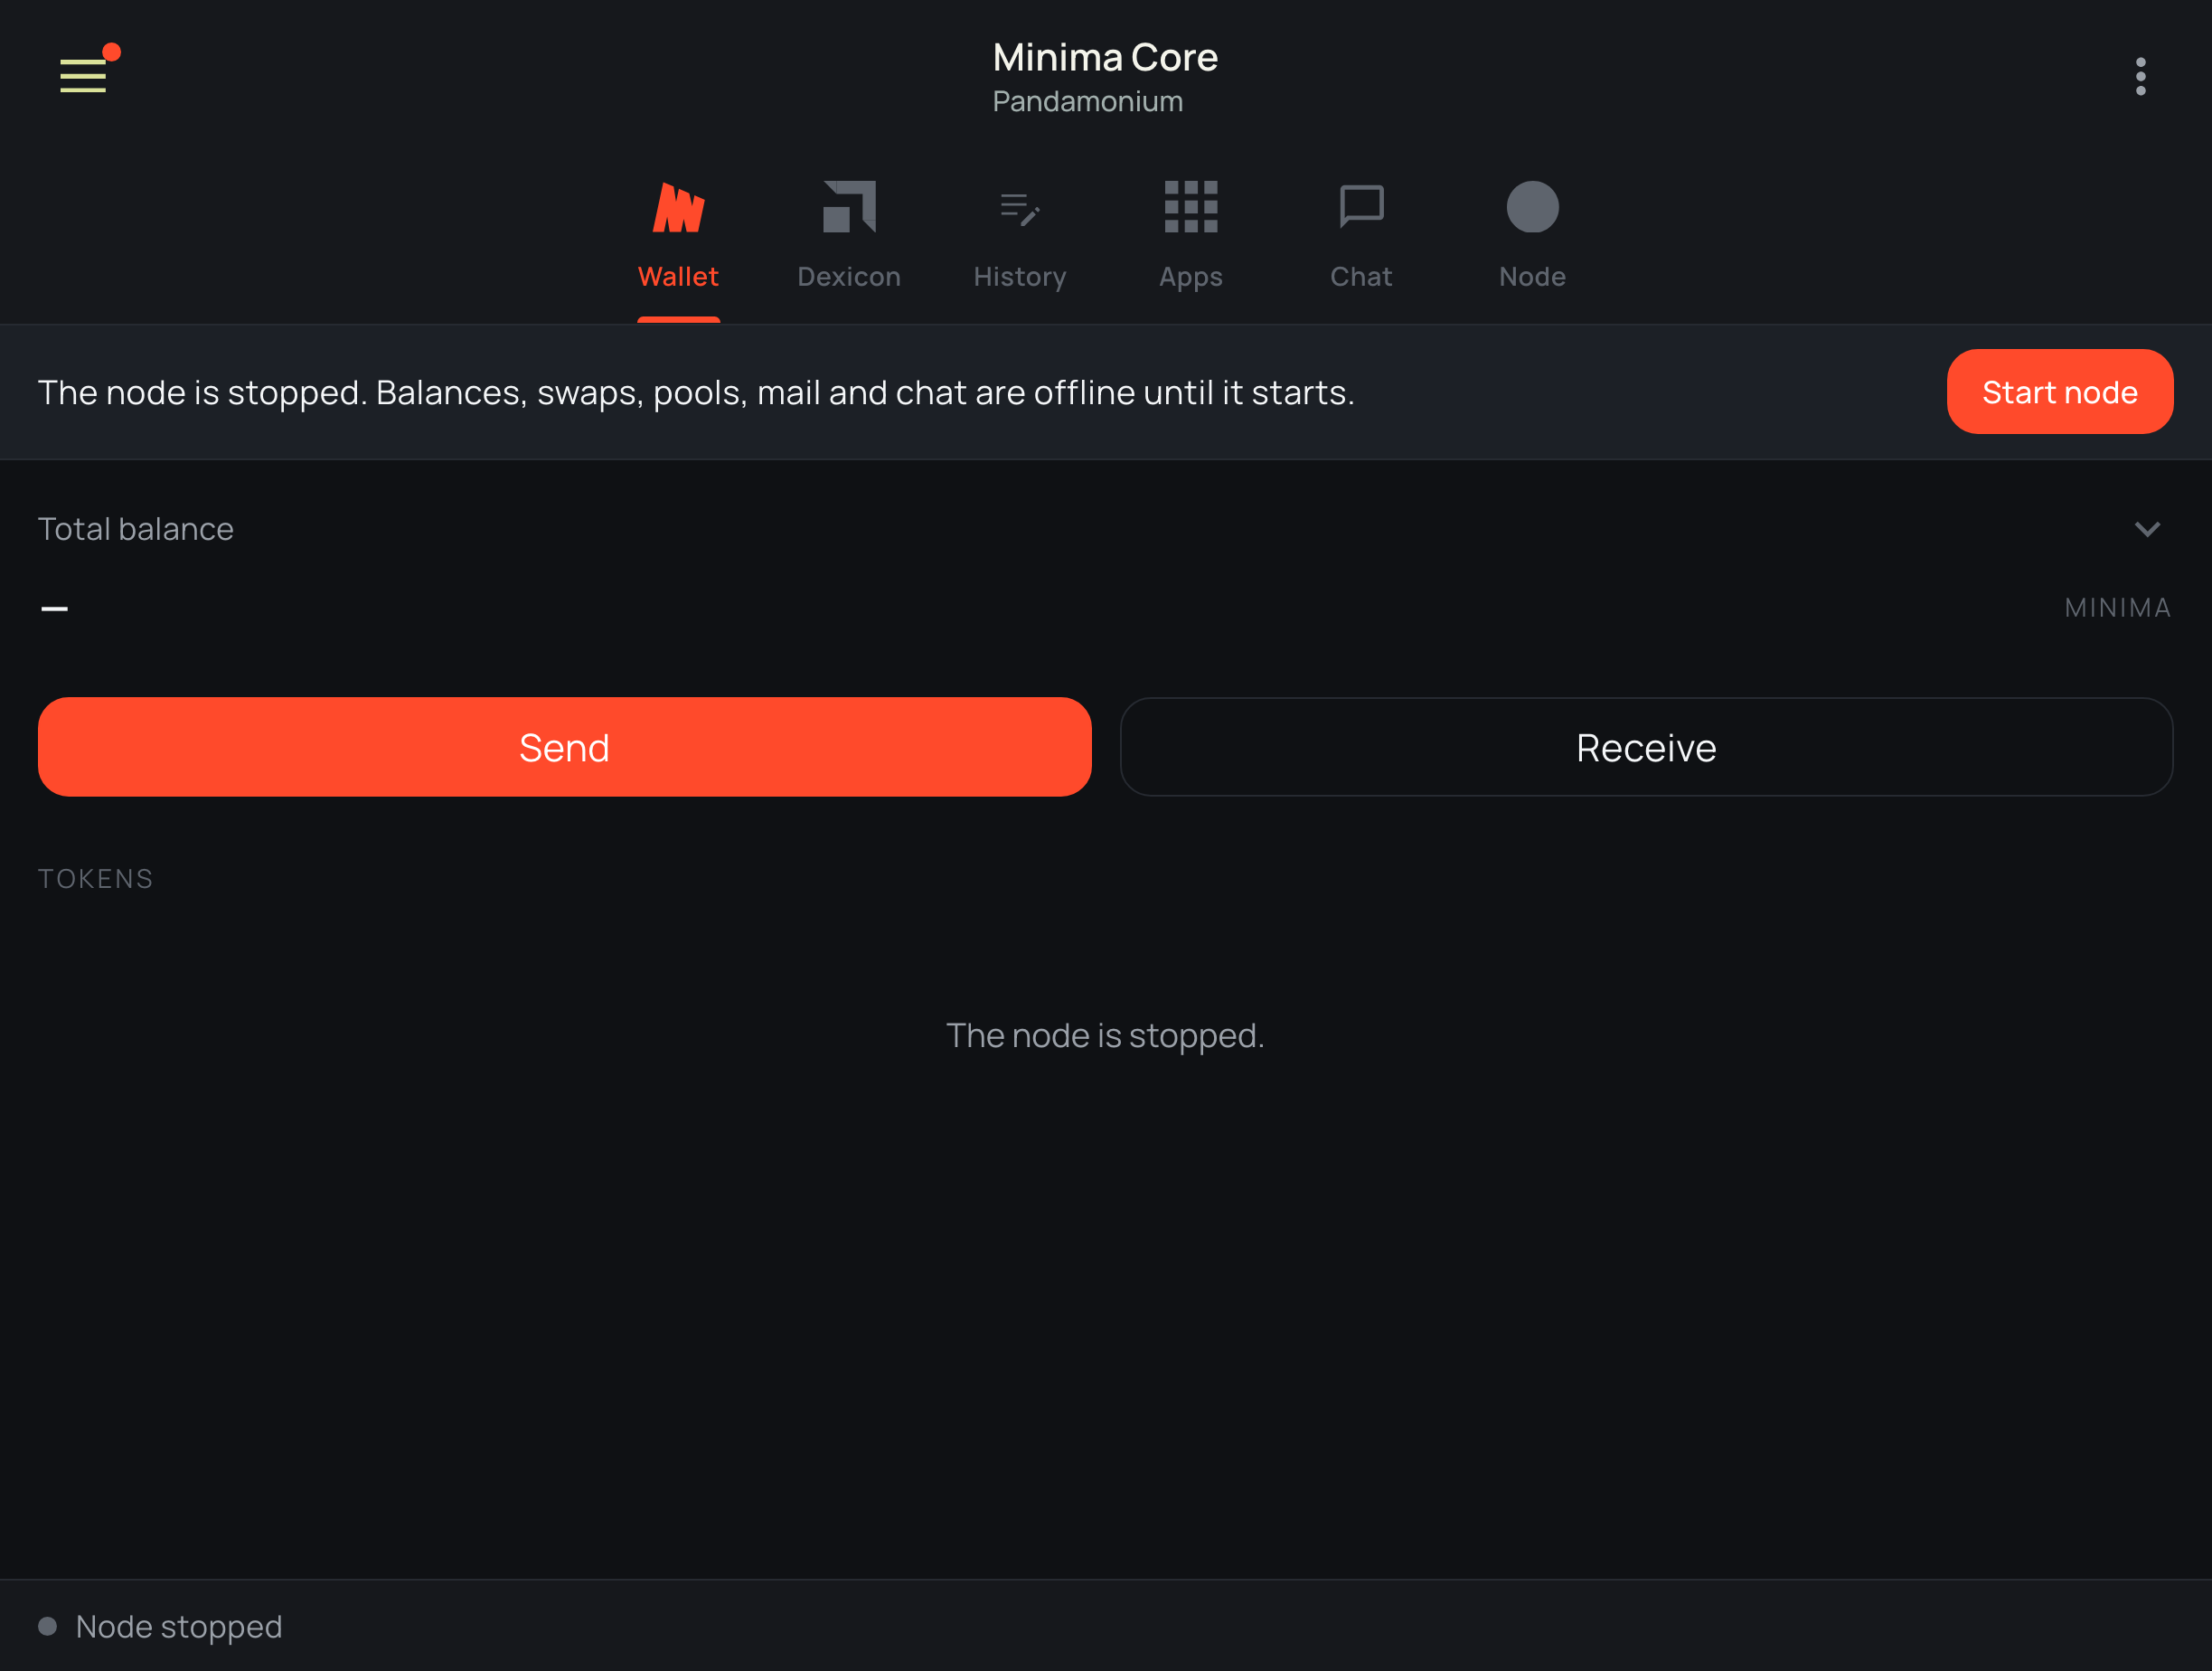 Minima Core
Pandamonium
Wallet
Dexicon
History
Apps
Chat
Node
The node is stopped. Balances, swaps, pools, mail and chat are offline until it starts.
Start node
Total balance
–
MINIMA
Send
Receive
TOKENS
The node is stopped.
Node stopped